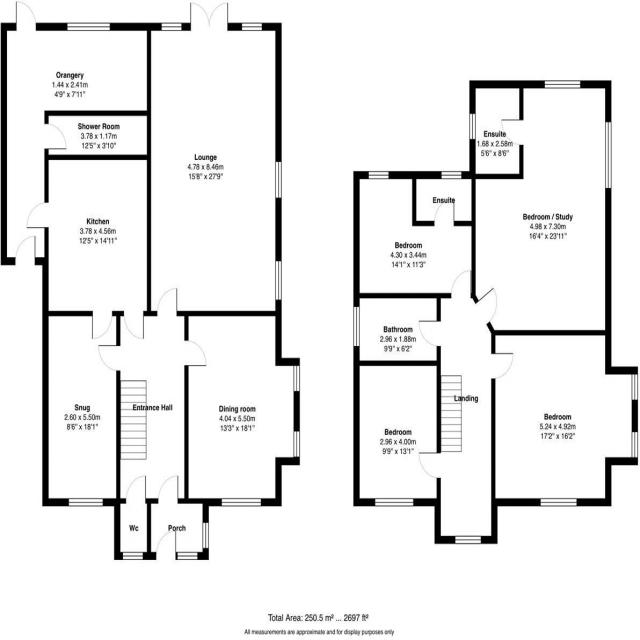 Orangery
1.44 x 2.41m
4'9" x 7'11"
Shower Room
3.78 x 1.17m
12'5" x 3'10"
Lounge
4.78 x 8.46m
15'8" x 27'9"
Kitchen
3.78 x 4.56m
12'5" x 14'11"
Snug
2.60 x 5.50m
8'6" x 18'1"
Entrance Hall
Dining room
4.04 x 5.50m
13'3" x 18'1"
Wc
Porch
Ensuite
1.68 x 2.58m
5'6" x 8'6"
Ensuite
Bedroom / Study
4.98 x 7.30m
16'4" x 23'11"
Bedroom
4.30 x 3.44m
14'1" x 11'3"
Bathroom
2.96 x 1.88m
9'9" x 6'2"
Landing
Bedroom
2.96 x 4.00m
9'9" x 13'1"
Bedroom
5.24 x 4.92m
17'2" x 16'2"
Total Area: 250.5 m² ... 2697 ft²
All measurements are approximate and for display purposes only